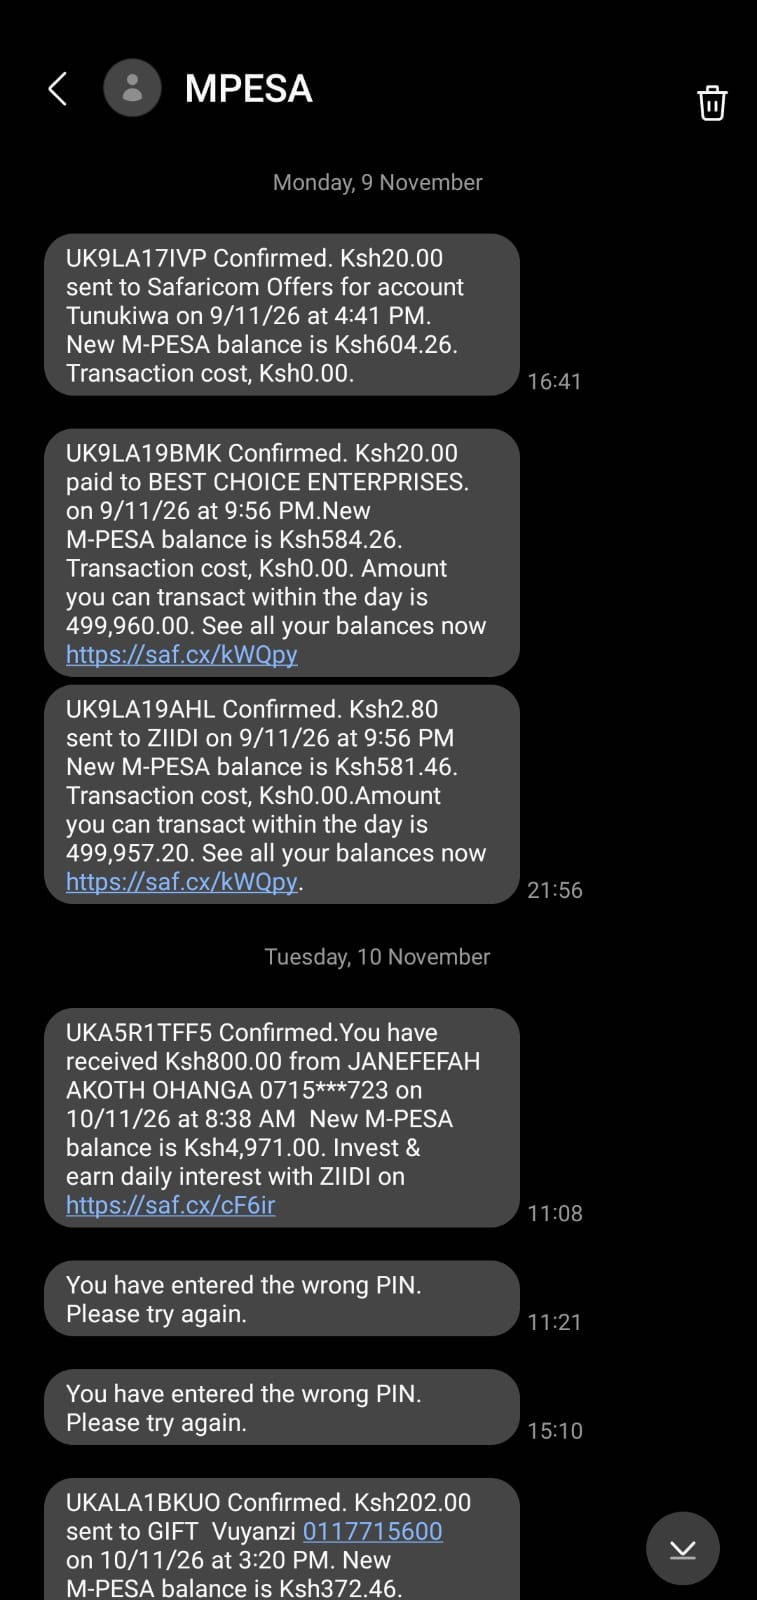 MPESA
Monday, 9 November
UK9LA17IVP Confirmed. Ksh20.00
sent to Safaricom Offers for account
Tunukiwa on 9/11/26 at 4:41 PM.
New M-PESA balance is Ksh604.26.
Transaction cost, Ksh0.00.
16:41
UK9LA19BMK Confirmed. Ksh20.00
paid to BEST CHOICE ENTERPRISES.
on 9/11/26 at 9:56 PM.New
M-PESA balance is Ksh584.26.
Transaction cost, Ksh0.00. Amount
you can transact within the day is
499,960.00. See all your balances now
https://saf.cx/kWQpy
UK9LA19AHL Confirmed. Ksh2.80
sent to ZIIDI on 9/11/26 at 9:56 PM
New M-PESA balance is Ksh581.46.
Transaction cost, Ksh0.00.Amount
you can transact within the day is
499,957.20. See all your balances now
https://saf.cx/kWQpy.
21:56
Tuesday, 10 November
UKA5R1TFF5 Confirmed.You have
received Ksh800.00 from JANEFEFAH
AKOTH OHANGA 0715***723 on
10/11/26 at 8:38 AM  New M-PESA
balance is Ksh4,971.00. Invest &
earn daily interest with ZIIDI on
https://saf.cx/cF6ir
11:08
You have entered the wrong PIN.
Please try again.
11:21
You have entered the wrong PIN.
Please try again.
15:10
UKALA1BKUO Confirmed. Ksh202.00
sent to GIFT  Vuyanzi 0117715600
on 10/11/26 at 3:20 PM. New
M-PESA balance is Ksh372.46.